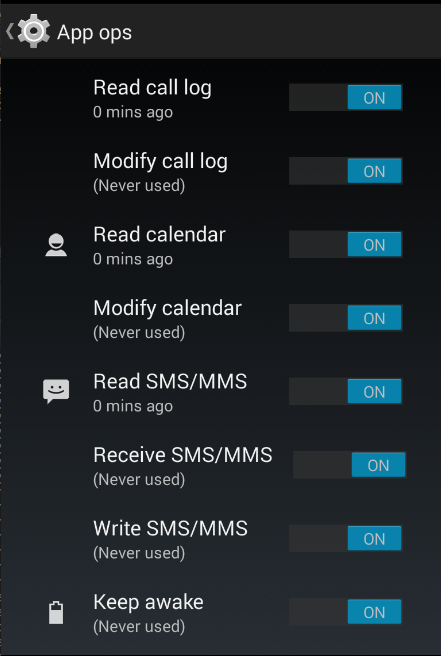 App ops
Read call log
ON
0 mins ago
Modify call log
ON
(Never used)
Read calendar
ON
0 mins ago
Modify calendar
ON
(Never used)
Read SMS/MMS
ON
0 mins ago
Receive SMS/MMS
ON
(Never used)
Write SMS/MMS
ON
(Never used)
Keep awake
ON
(Never used)